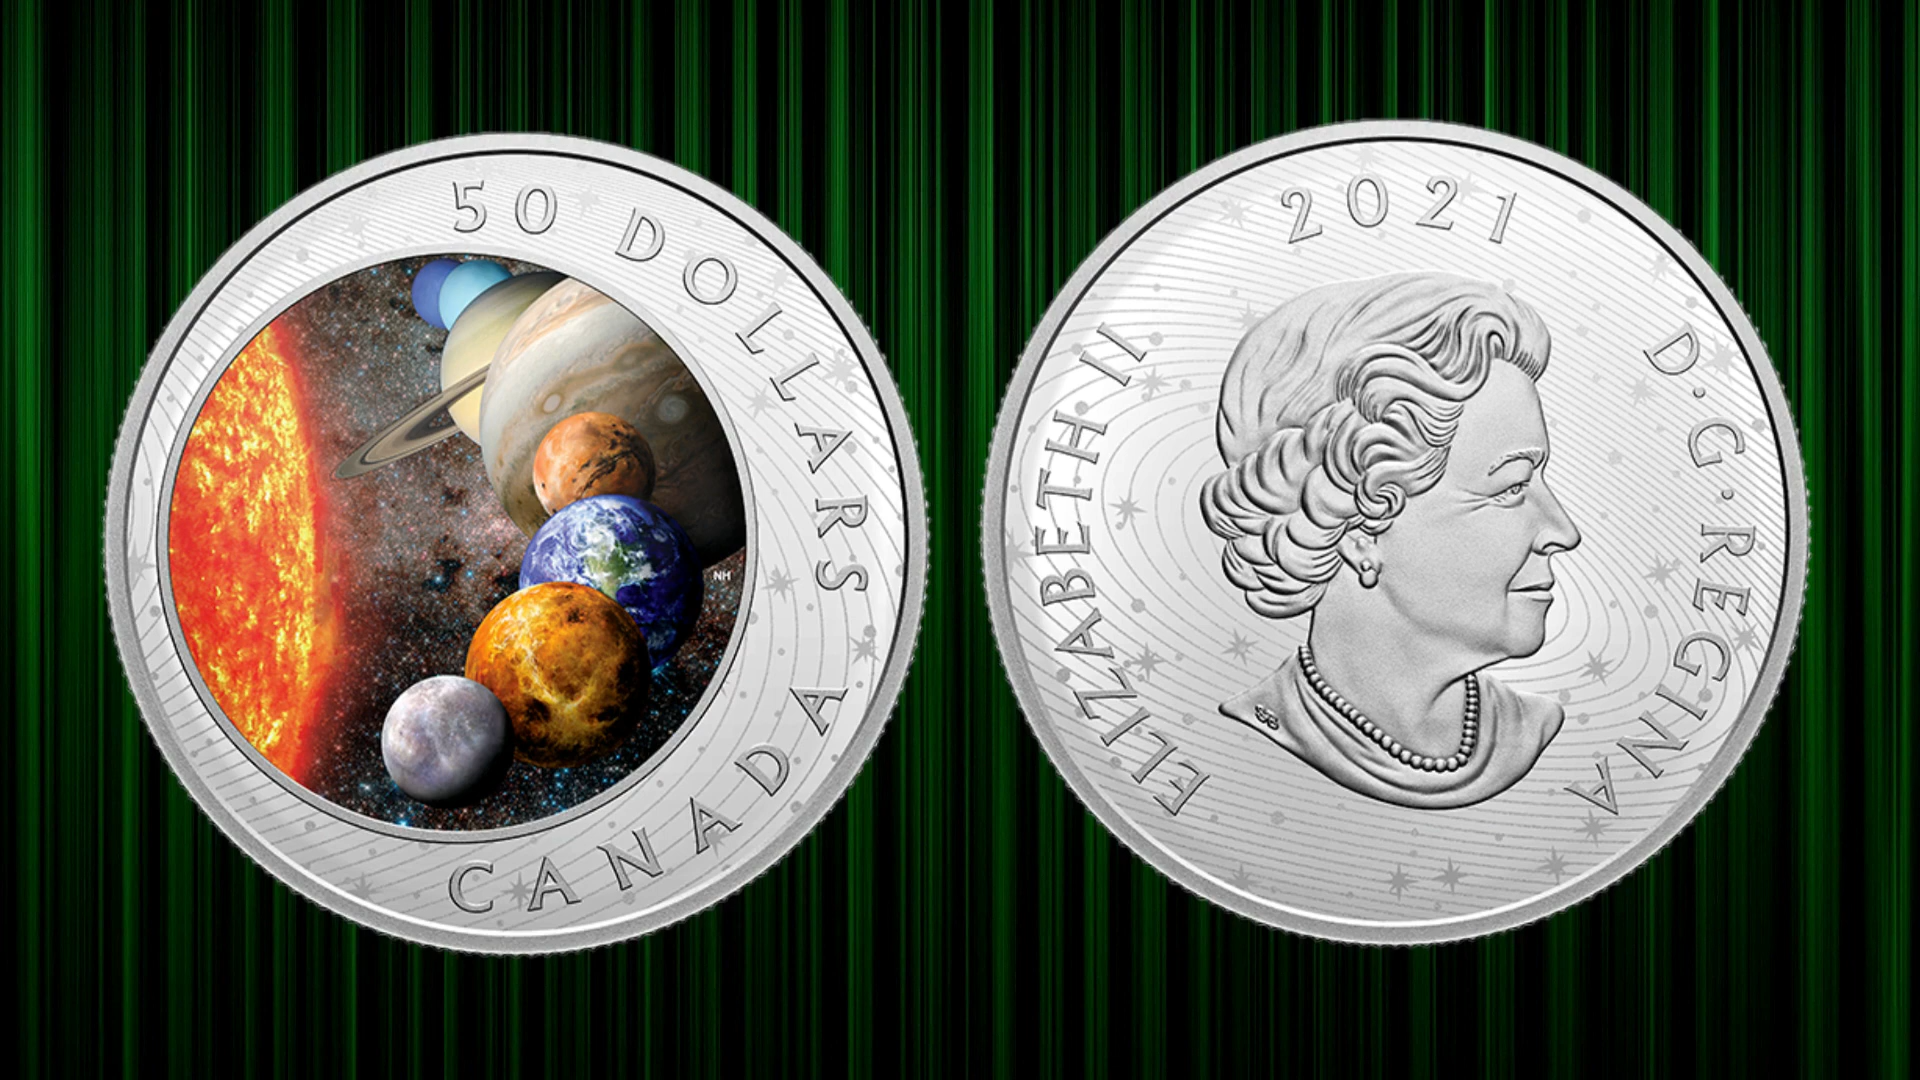 50 DOLLARS
CANADA
NH
2021
ELIZABETH II
D·G·REGINA
SB